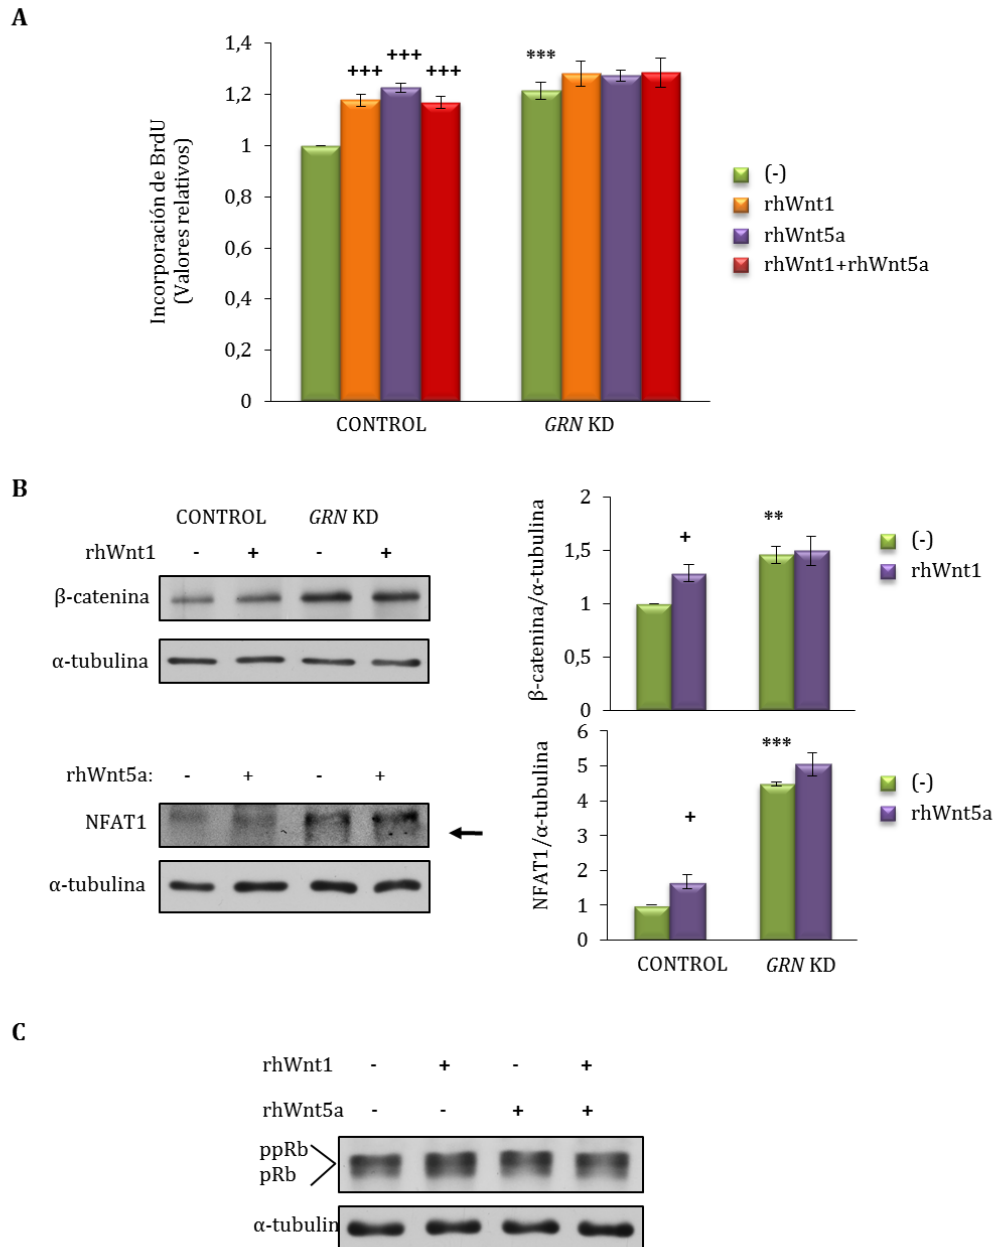 A
1,4
1,2
1
0,8
0,6
0,4
0,2
0
Incorporación de BrdU
(Valores relativos)
+++ +++ +++ ***
CONTROL GRN KD
(-)
rhWnt1
rhWnt5a
rhWnt1+rhWnt5a
B
CONTROL GRN KD
rhWnt1 - + - +
β-catenina
α-tubulina
β-catenina/α-tubulina
2
1,5
1
0,5
0
+ **
(-)
rhWnt1
rhWnt5a: - + - +
NFAT1
α-tubulina
NFAT1/α-tubulina
6
5
4
3
2
1
0
+ ***
(-)
rhWnt5a
CONTROL GRN KD
C
rhWnt1 - + - +
rhWnt5a - - + +
ppRb
pRb
α-tubulin